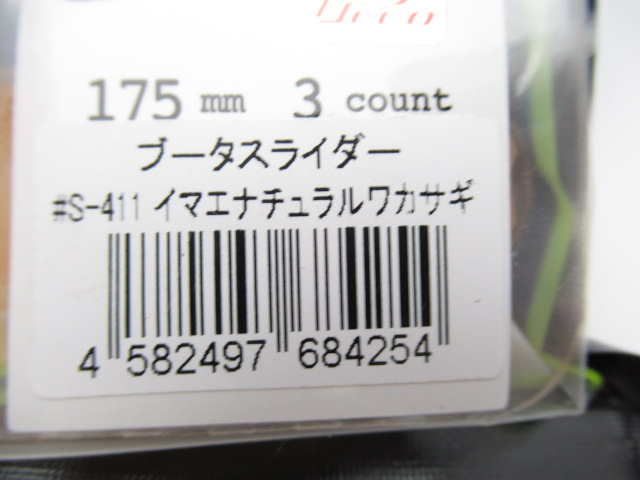 175 mm 3 count
ブータスライダー
#S-411 イマエナチュラルワカサギ
4 582497 684254